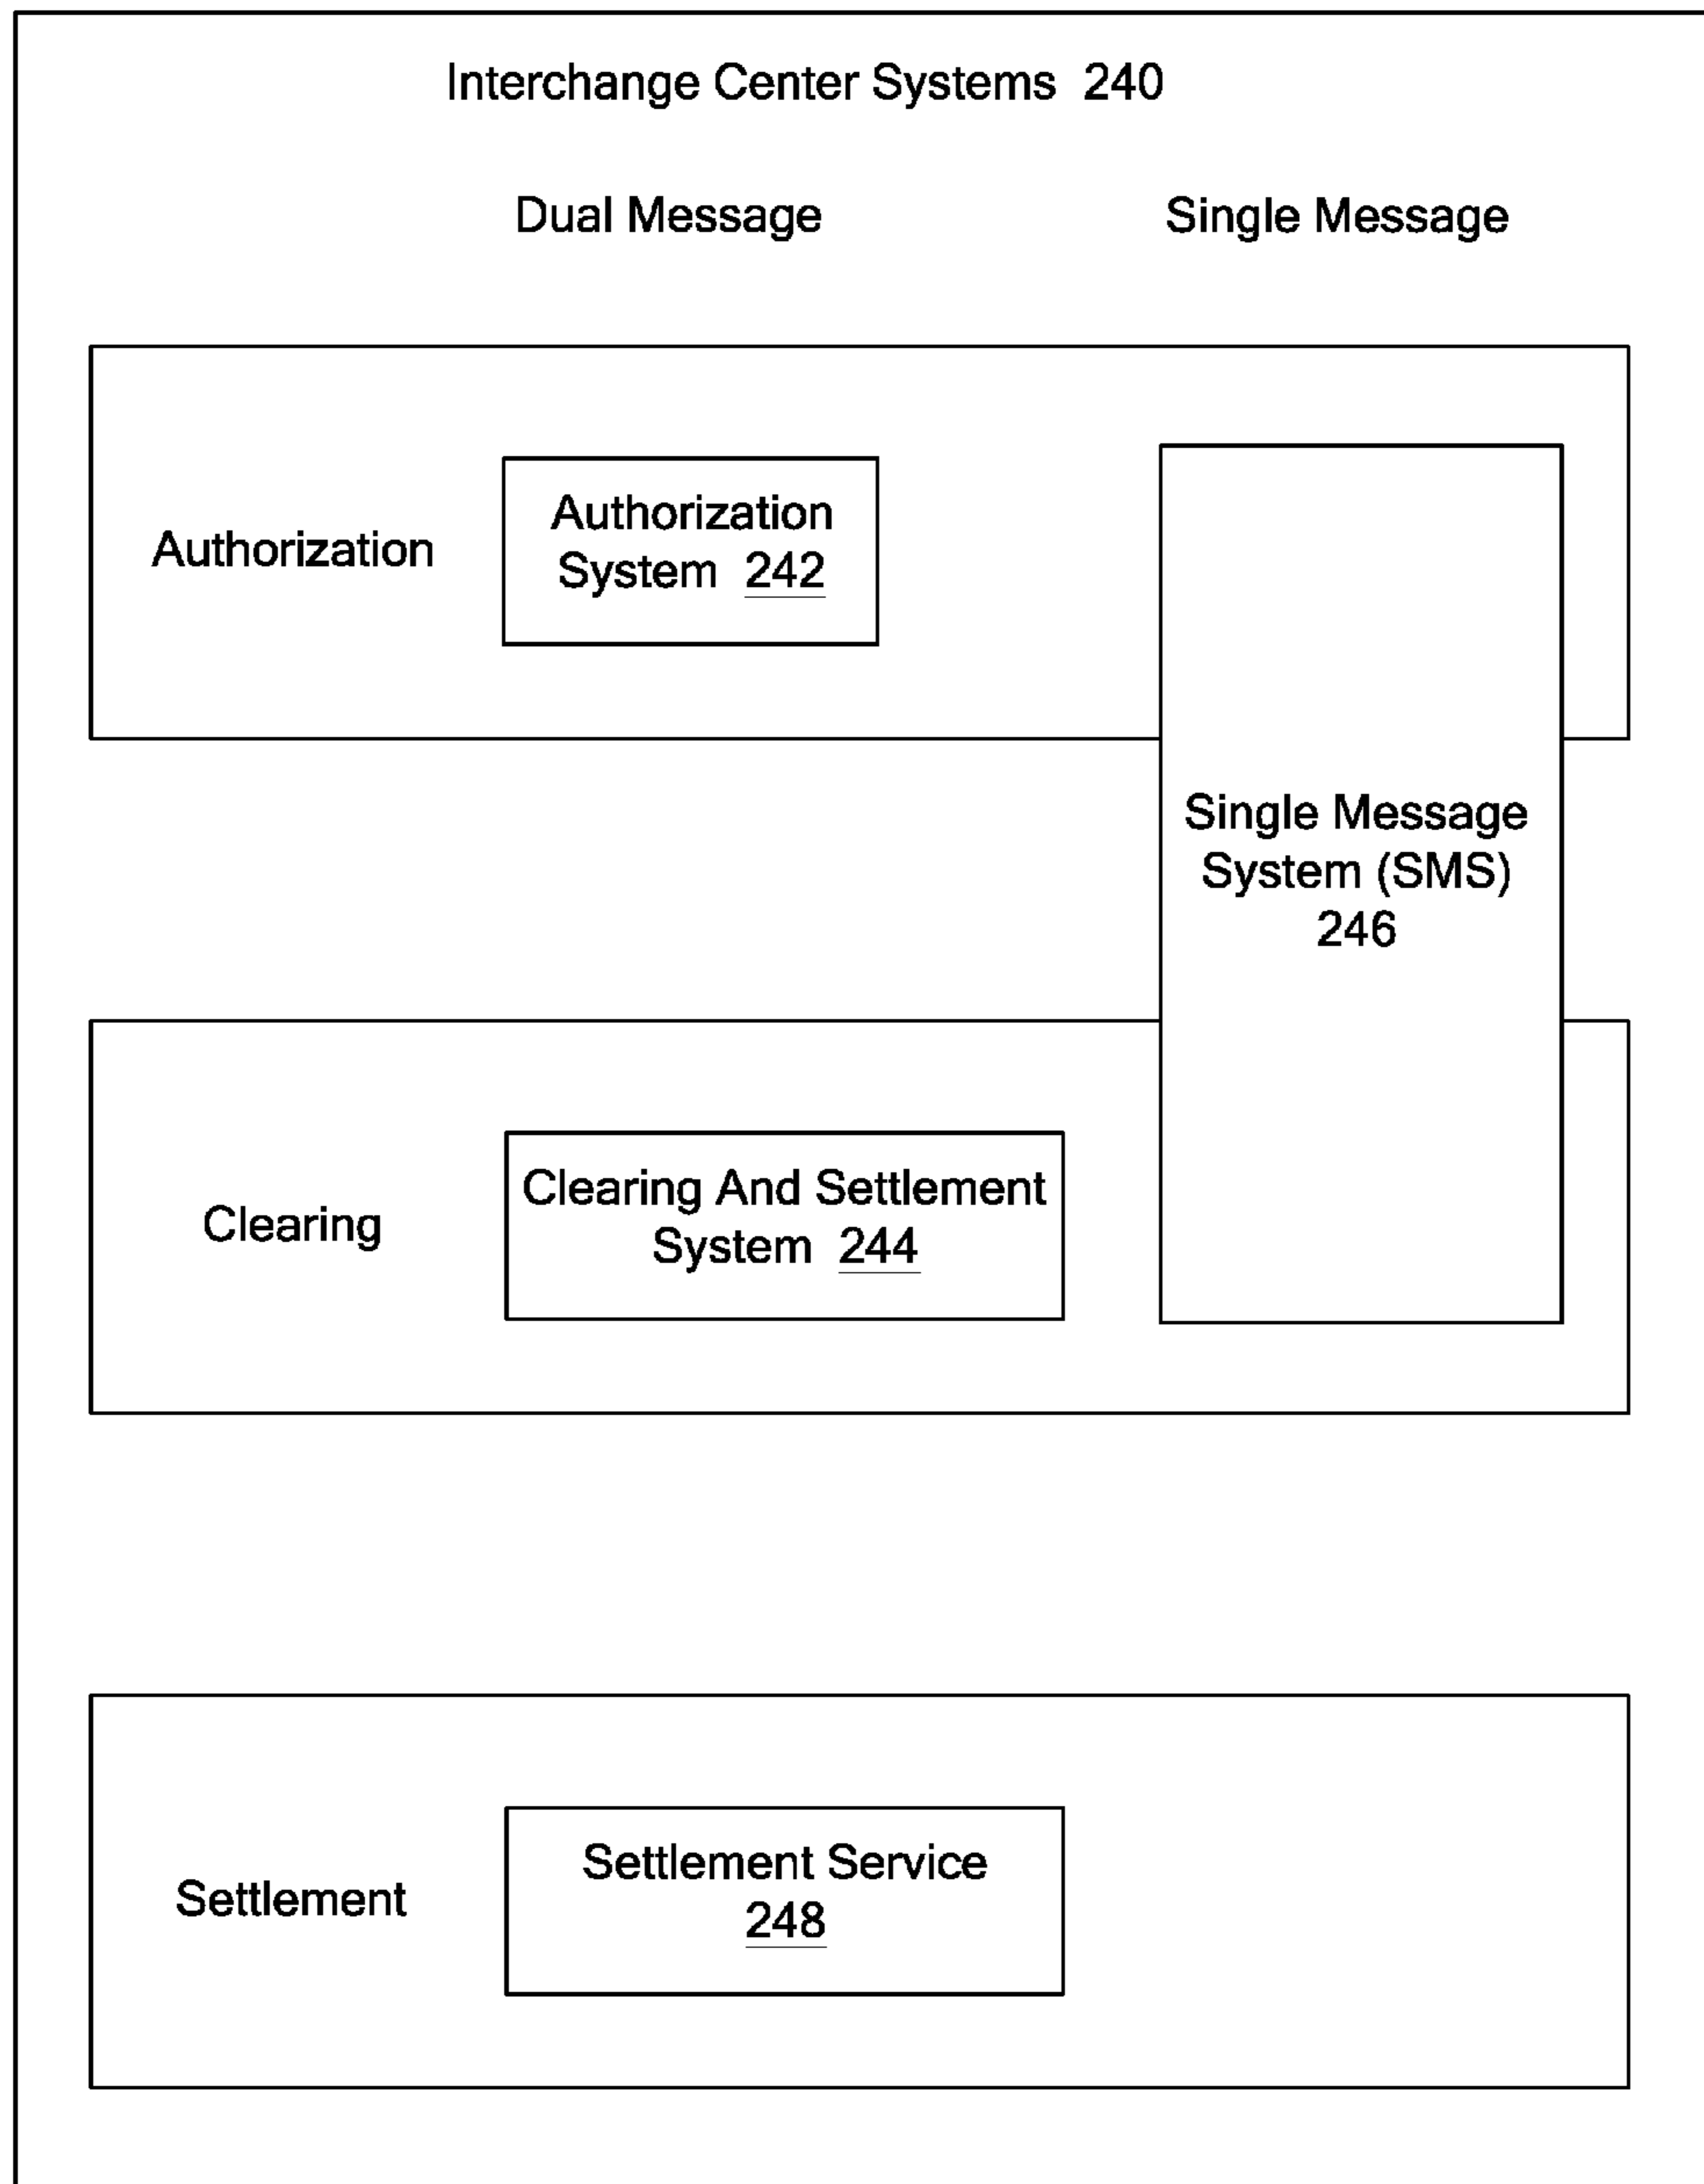 Interchange Center Systems 240
Dual Message
Single Message
Authorization
Authorization
System 242
Single Message
System (SMS)
246
Clearing
Clearing And Settlement
System 244
Settlement
Settlement Service
248